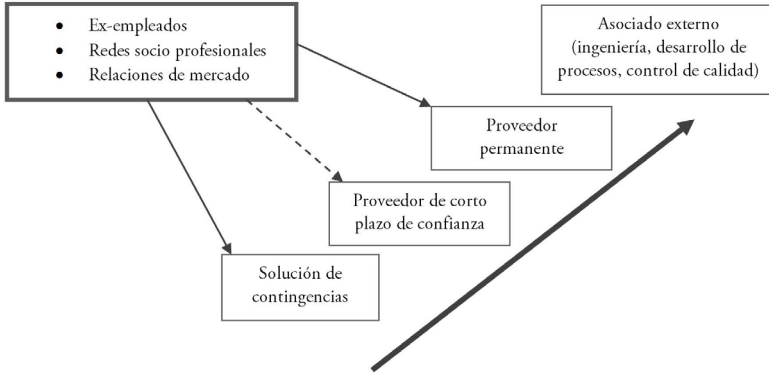 • Ex-empleados
• Redes socio profesionales
• Relaciones de mercado
Asociado externo
(ingeniería, desarrollo de
procesos, control de calidad)
Proveedor
permanente
Proveedor de corto
plazo de confianza
Solución de
contingencias